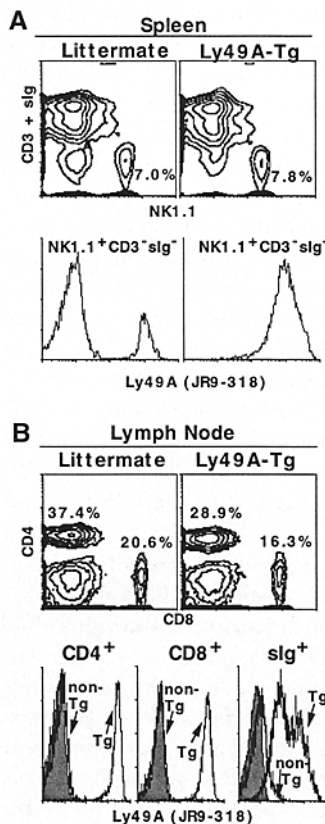 A
Spleen
Littermate Ly49A-Tg
CD3 + sIg
7.0% 7.8%
NK1.1
NK1.1+CD3-sIg- NK1.1+CD3-sIg-
Ly49A (JR9-318)
B
Lymph Node
Littermate Ly49A-Tg
37.4% 28.9%
20.6% 16.3%
CD4
CD8
CD4+ CD8+ sIg+
non-Tg non-Tg Tg
Tg Tg non-Tg
Ly49A (JR9-318)